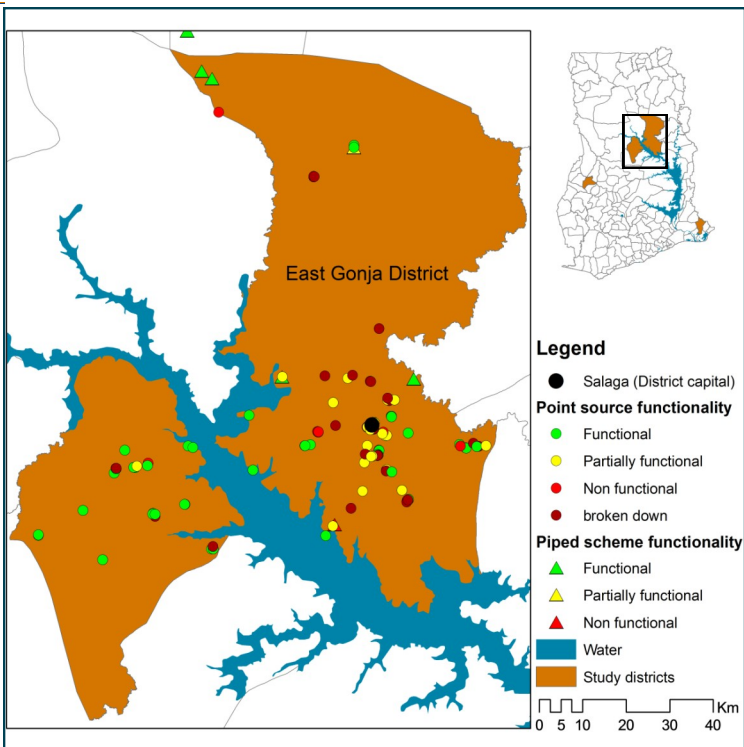 East Gonja District
Legend
Salaga (District capital)
Point source functionality
Functional
Partially functional
Non functional
broken down
Piped scheme functionality
Functional
Partially functional
Non functional
Water
Study districts
Km
0 5 10 20 30 40